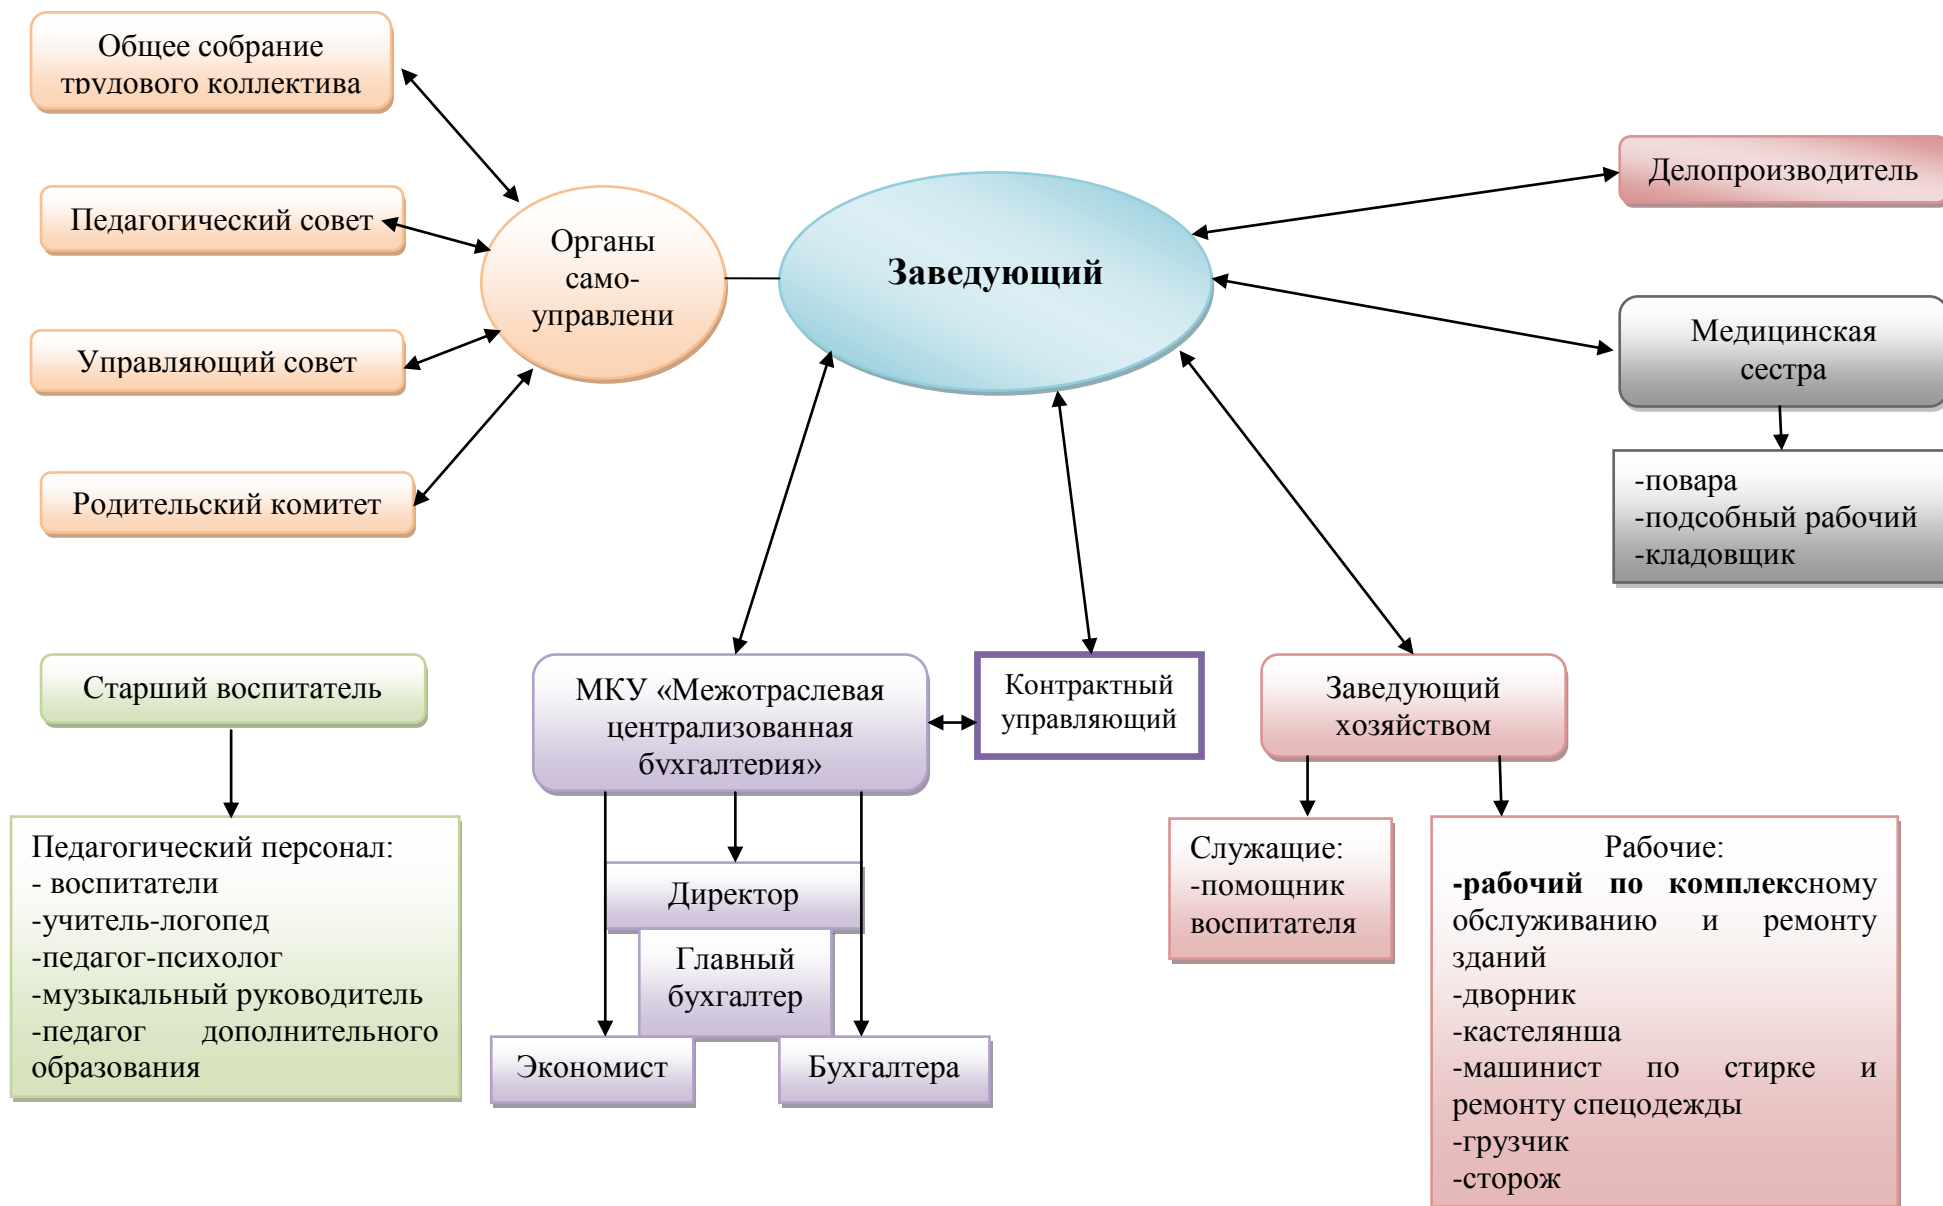 Общее собрание
трудового коллектива
Педагогический совет
Управляющий совет
Родительский комитет
Органы
само-
управлени
Заведующий
Делопроизводитель
Медицинская
сестра
-повара
-подсобный рабочий
-кладовщик
Старший воспитатель
Педагогический персонал:
- воспитатели
-учитель-логопед
-педагог-психолог
-музыкальный руководитель
-педагог дополнительного
образования
МКУ «Межотраслевая
централизованная
бухгалтерия»
Директор
Главный
бухгалтер
Экономист
Бухгалтера
Контрактный
управляющий
Заведующий
хозяйством
Служащие:
-помощник
воспитателя
Рабочие:
-рабочий по комплексному
обслуживанию и ремонту
зданий
-дворник
-кастелянша
-машинист по стирке и
ремонту спецодежды
-грузчик
-сторож